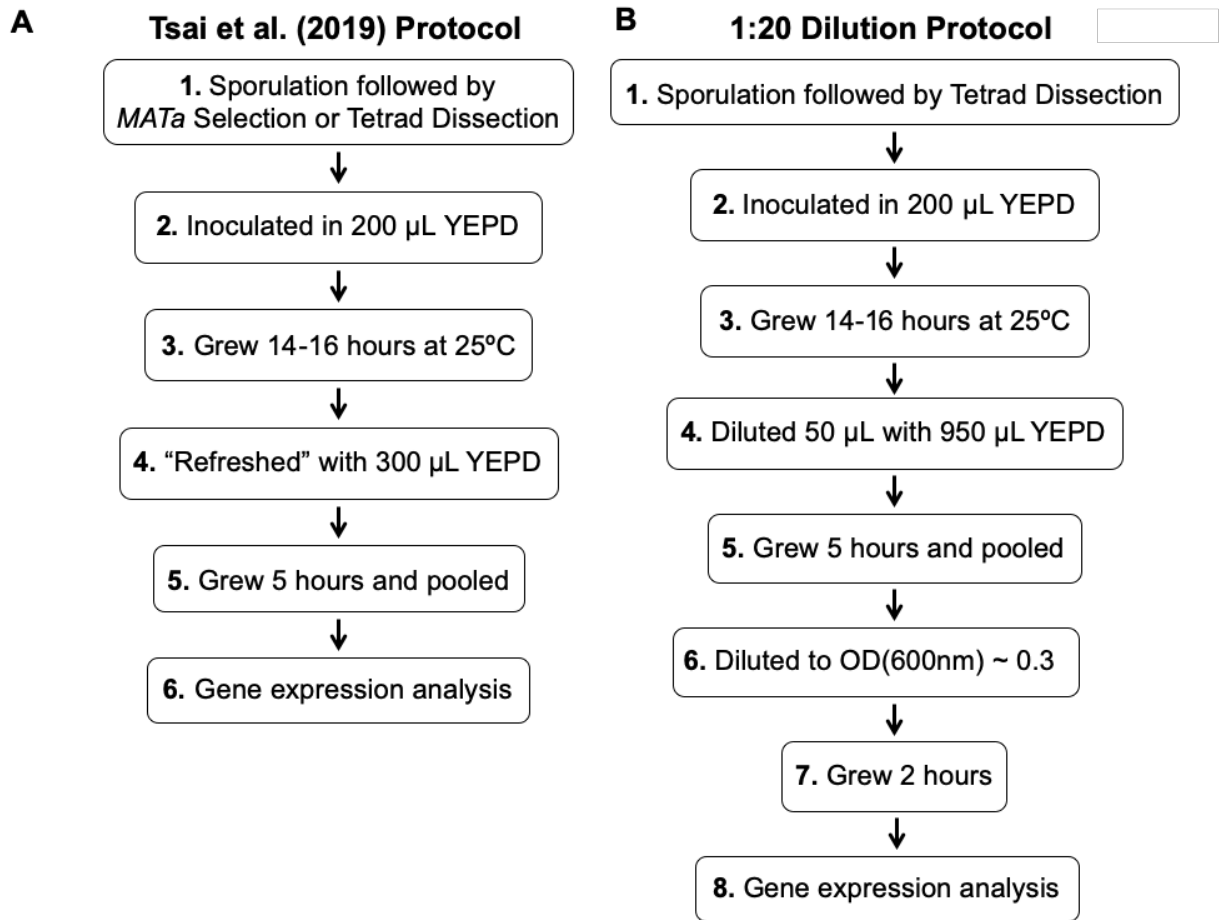 A
Tsai et al. (2019) Protocol
1. Sporulation followed by
MATa Selection or Tetrad Dissection
2. Inoculated in 200 µL YEPD
3. Grew 14-16 hours at 25ºC
4. “Refreshed” with 300 µL YEPD
5. Grew 5 hours and pooled
6. Gene expression analysis
B
1:20 Dilution Protocol
1. Sporulation followed by Tetrad Dissection
2. Inoculated in 200 µL YEPD
3. Grew 14-16 hours at 25ºC
4. Diluted 50 µL with 950 µL YEPD
5. Grew 5 hours and pooled
6. Diluted to OD(600nm) ~ 0.3
7. Grew 2 hours
8. Gene expression analysis